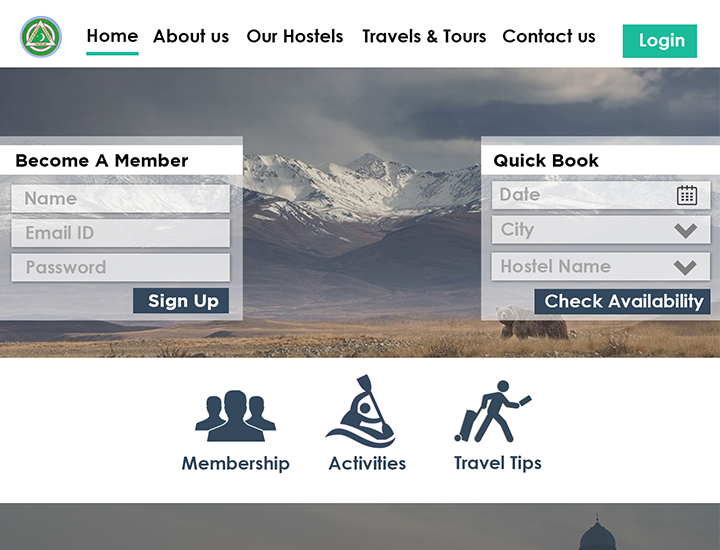 Home About us Our Hostels Travels & Tours Contact us Login
Become A Member
Name
Email ID
Password
Sign Up
Quick Book
Date
City
Hostel Name
Check Availability
Membership Activities Travel Tips